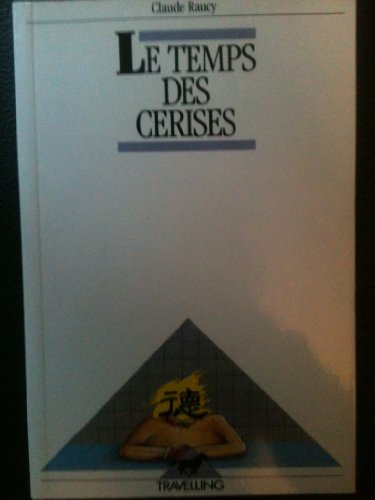 Claude Raucy
LE TEMPS
DES
CERISES
TRAVELLING